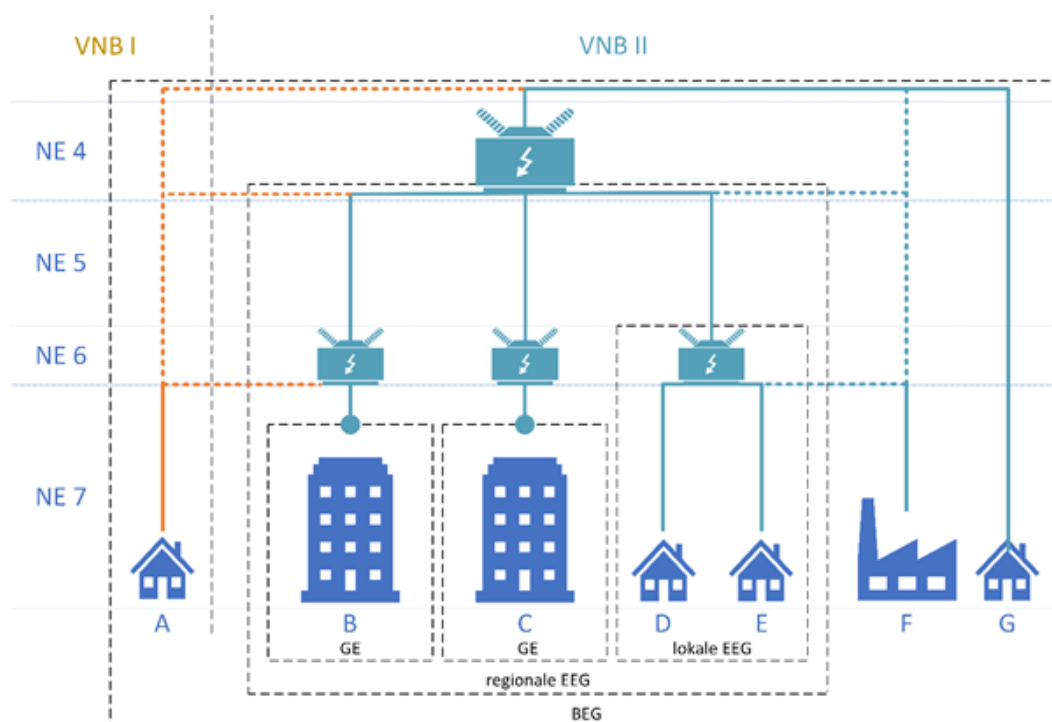 VNB I
VNB II
NE 4
NE 5
NE 6
NE 7
A
B
C
D
E
F
G
GE
GE
lokale EEG
regionale EEG
BEG